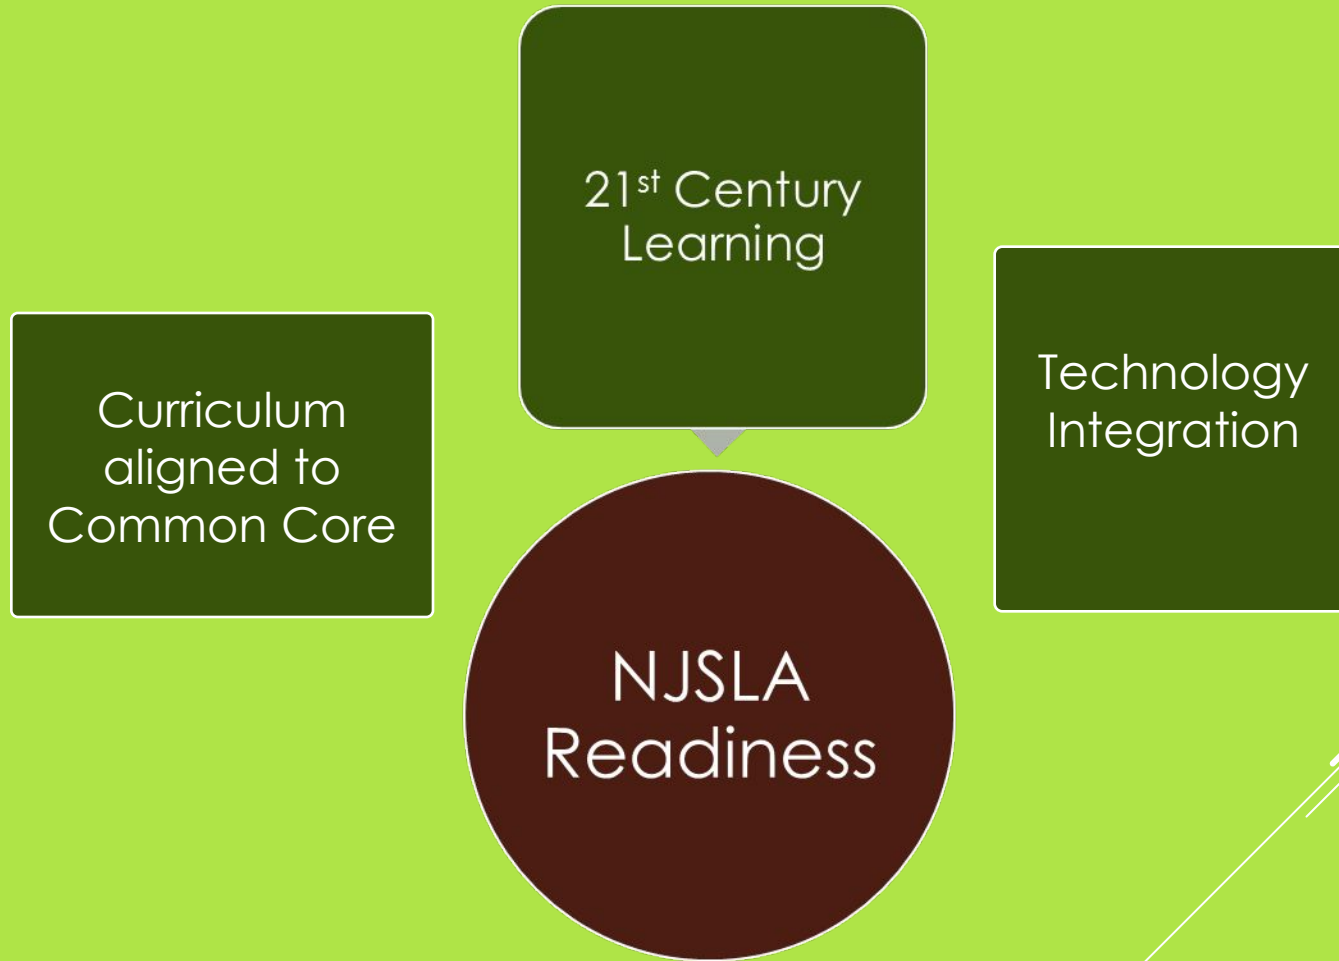 21st Century
Learning
Curriculum
aligned to
Common Core
Technology
Integration
NJSLA
Readiness